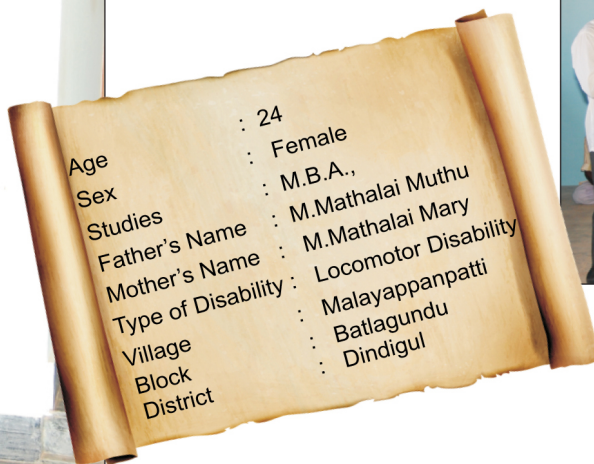 Age : 24
Sex : Female
Studies : M.B.A.,
Father's Name : M.Mathalai Muthu
Mother's Name : M.Mathalai Mary
Type of Disability : Locomotor Disability
Village : Malayappanpatti
Block : Batlagundu
District : Dindigul